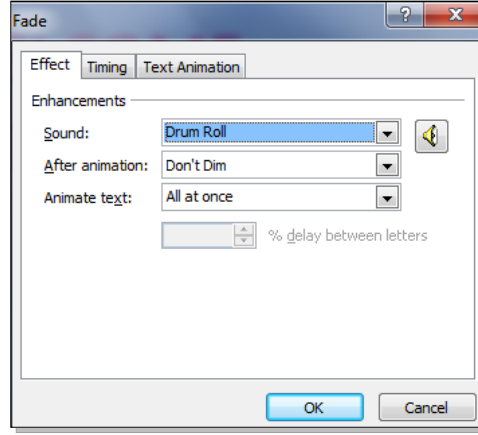 Fade
Effect Timing Text Animation
Enhancements
Sound: Drum Roll
After animation: Don't Dim
Animate text: All at once
% delay between letters
OK Cancel